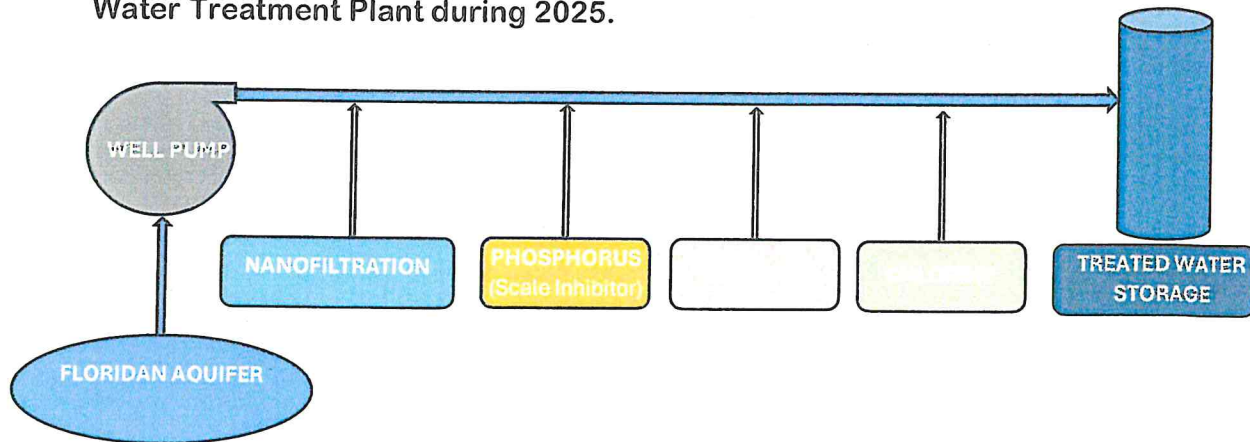 Water Treatment Plant during 2025.
WELL PUMP
NANOFILTRATION
PHOSPHORUS
(Scale Inhibitor)
TREATED WATER
STORAGE
FLORIDAN AQUIFER